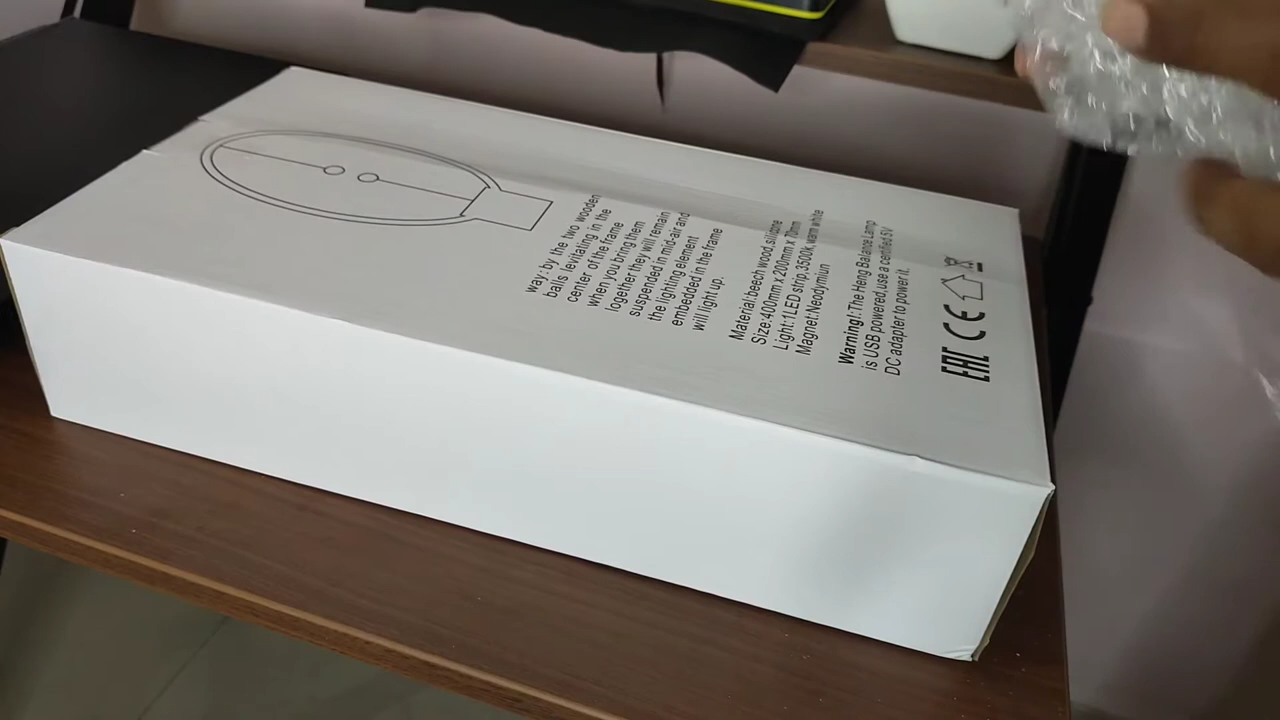 way; by the two wooden
balls levitating in the
center of the frame
when you bring them
together they will remain
suspended in mid-air and
the lighting element
embedded in the frame
will light up.
Material:beech wood,silicone
Size:400mm x 200mm x 70mm
Light:1LED strip,3500k,warm white
Magnet:Neodymiun
Warning!:The Heng Balance Lamp
is USB powered,use a certified 5V
DC adapter to power it.
EAC CE